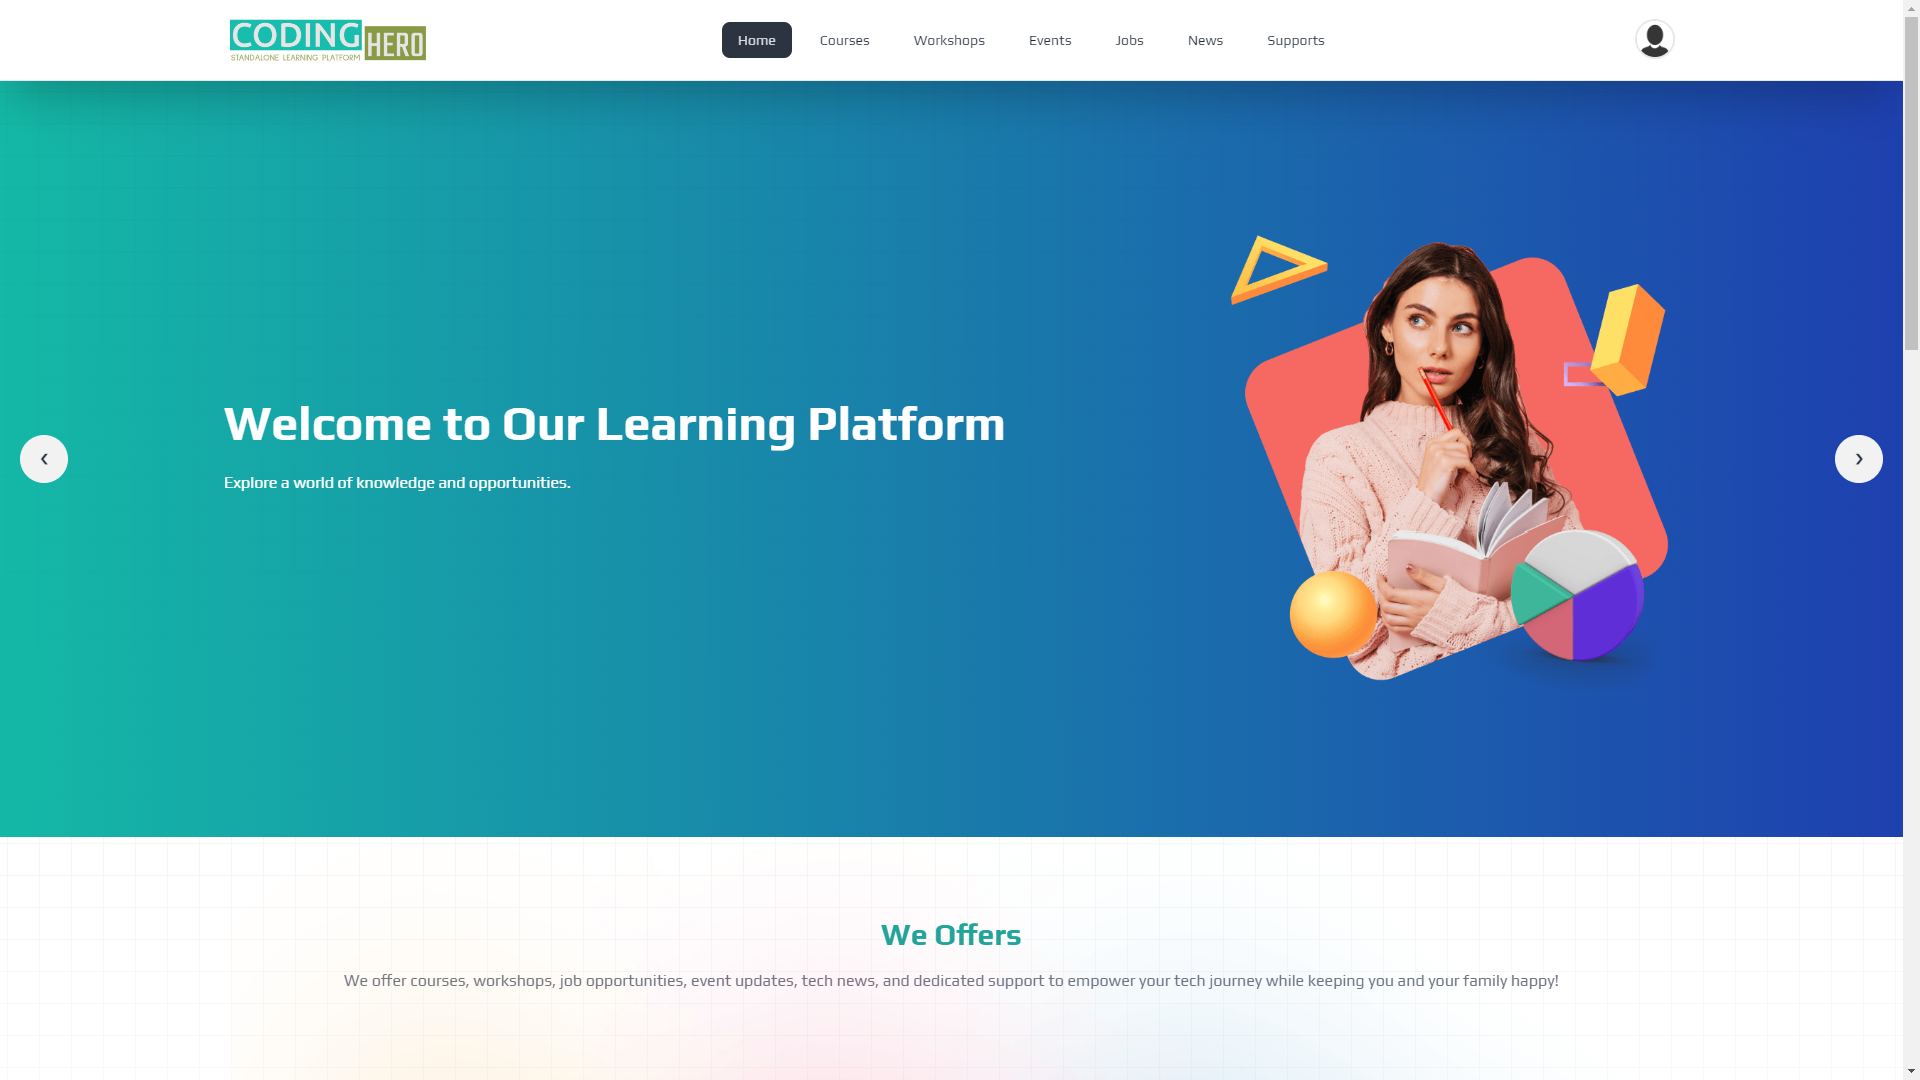 CODING HERO
STANDALONE LEARNING PLATFORM
Home Courses Workshops Events Jobs News Supports
Welcome to Our Learning Platform
Explore a world of knowledge and opportunities.
We Offers
We offer courses, workshops, job opportunities, event updates, tech news, and dedicated support to empower your tech journey while keeping you and your family happy!